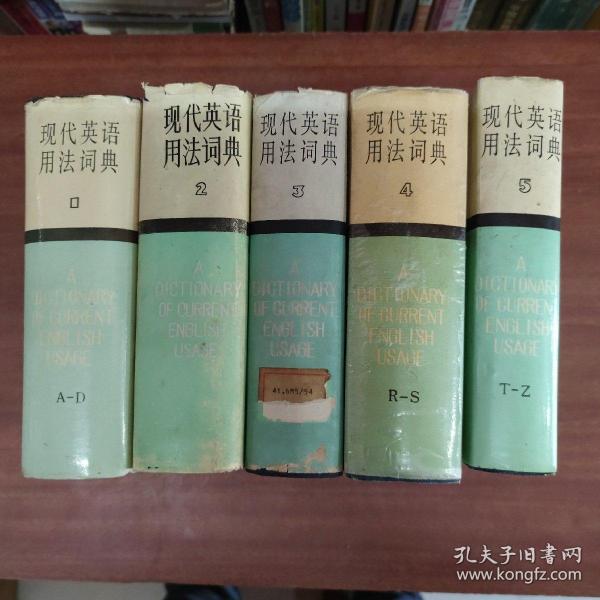 现代英语
用法词典
1
A
DICTIONARY
OF CURRENT
ENGLISH
USAGE
A-D
现代英语
用法词典
2
A
DICTIONARY
OF CURRENT
ENGLISH
USAGE
现代英语
用法词典
3
A
DICTIONARY
OF CURRENT
ENGLISH
USAGE
现代英语
用法词典
4
A
DICTIONARY
OF CURRENT
ENGLISH
USAGE
R-S
现代英语
用法词典
5
A
DICTIONARY
OF CURRENT
ENGLISH
USAGE
T-Z
孔夫子旧书网
www.kongfz.com